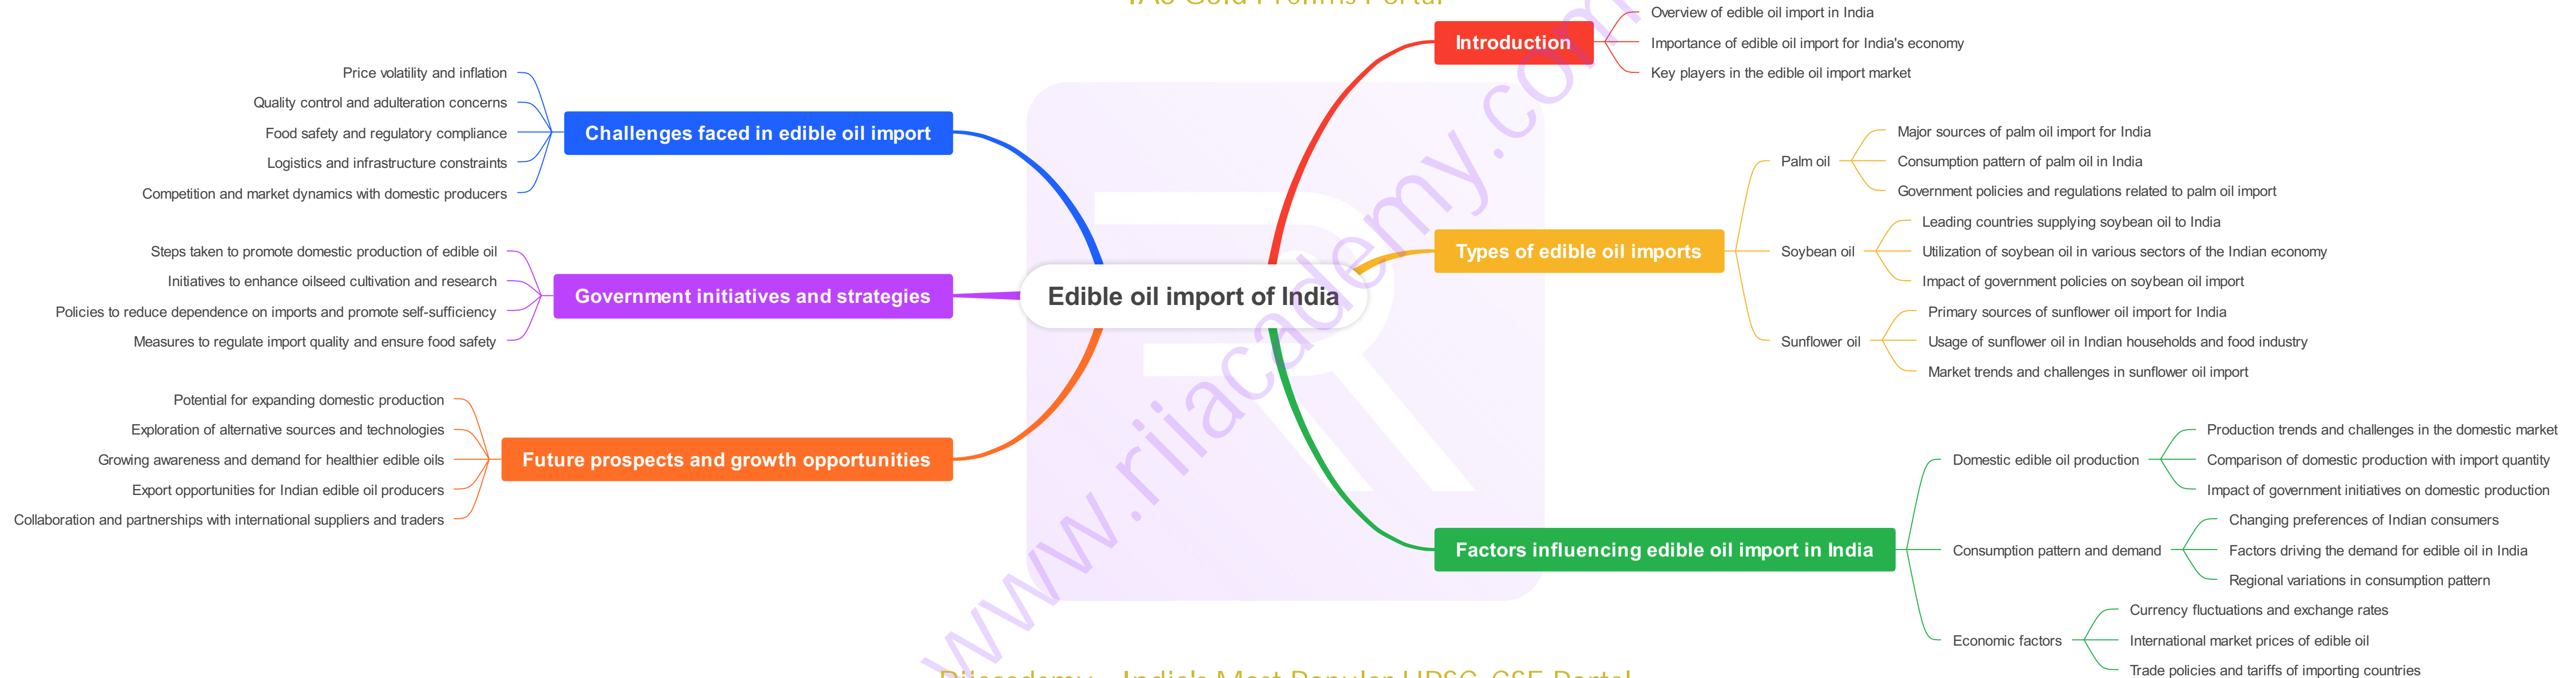 Edible oil import of India
Introduction
Overview of edible oil import in India
Importance of edible oil import for India's economy
Key players in the edible oil import market
Types of edible oil imports
Palm oil
Major sources of palm oil import for India
Consumption pattern of palm oil in India
Government policies and regulations related to palm oil import
Soybean oil
Leading countries supplying soybean oil to India
Utilization of soybean oil in various sectors of the Indian economy
Impact of government policies on soybean oil import
Sunflower oil
Primary sources of sunflower oil import for India
Usage of sunflower oil in Indian households and food industry
Market trends and challenges in sunflower oil import
Factors influencing edible oil import in India
Domestic edible oil production
Production trends and challenges in the domestic market
Comparison of domestic production with import quantity
Impact of government initiatives on domestic production
Consumption pattern and demand
Changing preferences of Indian consumers
Factors driving the demand for edible oil in India
Regional variations in consumption pattern
Economic factors
Currency fluctuations and exchange rates
International market prices of edible oil
Trade policies and tariffs of importing countries
Challenges faced in edible oil import
Price volatility and inflation
Quality control and adulteration concerns
Food safety and regulatory compliance
Logistics and infrastructure constraints
Competition and market dynamics with domestic producers
Government initiatives and strategies
Steps taken to promote domestic production of edible oil
Initiatives to enhance oilseed cultivation and research
Policies to reduce dependence on imports and promote self-sufficiency
Measures to regulate import quality and ensure food safety
Future prospects and growth opportunities
Potential for expanding domestic production
Exploration of alternative sources and technologies
Growing awareness and demand for healthier edible oils
Export opportunities for Indian edible oil producers
Collaboration and partnerships with international suppliers and traders
www.rijacademy.com
India's Most Popular UPSC-CSE Portal